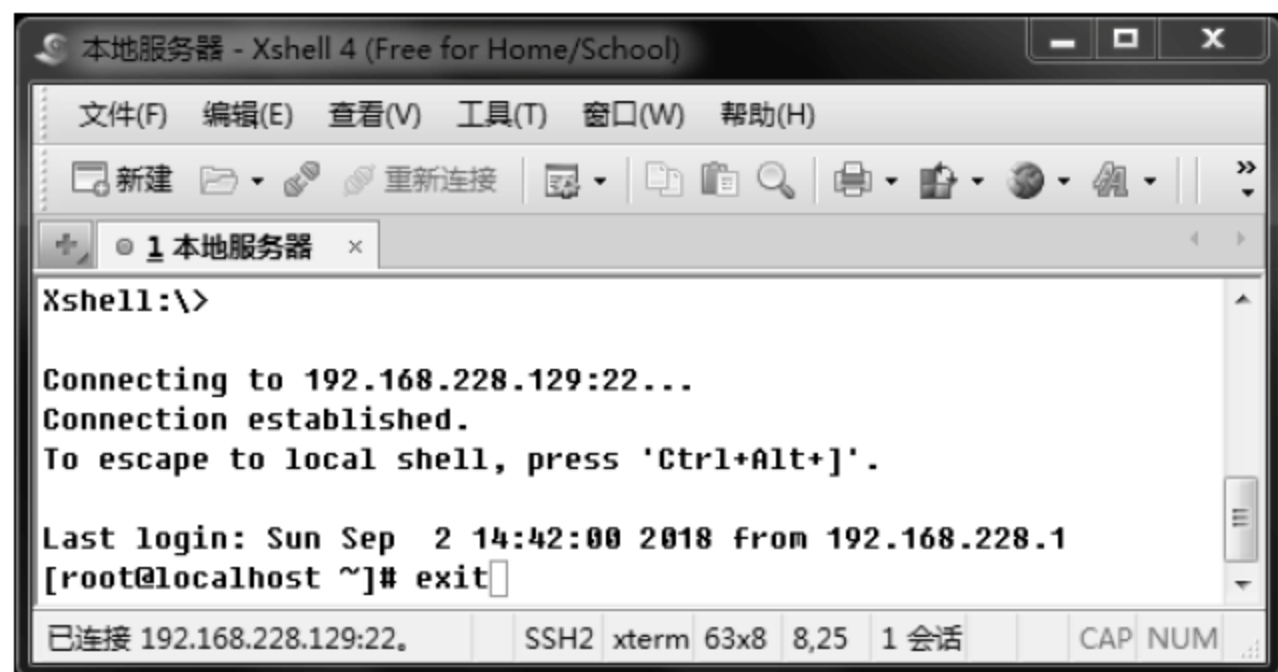 本地服务器 - Xshell 4 (Free for Home/School)
文件(F) 编辑(E) 查看(V) 工具(T) 窗口(W) 帮助(H)
新建 重新连接
1 本地服务器
Xshell:\>
Connecting to 192.168.228.129:22...
Connection established.
To escape to local shell, press 'Ctrl+Alt+]'.
Last login: Sun Sep  2 14:42:00 2018 from 192.168.228.1
[root@localhost ~]# exit
已连接 192.168.228.129:22。 SSH2 xterm 63x8 8,25 1 会话 CAP NUM